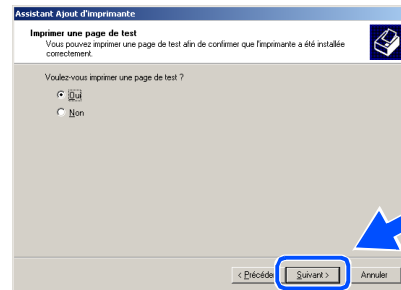 Assistant Ajout d'imprimante
Imprimer une page de test
Vous pouvez imprimer une page de test afin de confirmer que l'imprimante a été installée
correctement.
Voulez-vous imprimer une page de test ?
Oui
Non
< Précéde
Suivant >
Annuler